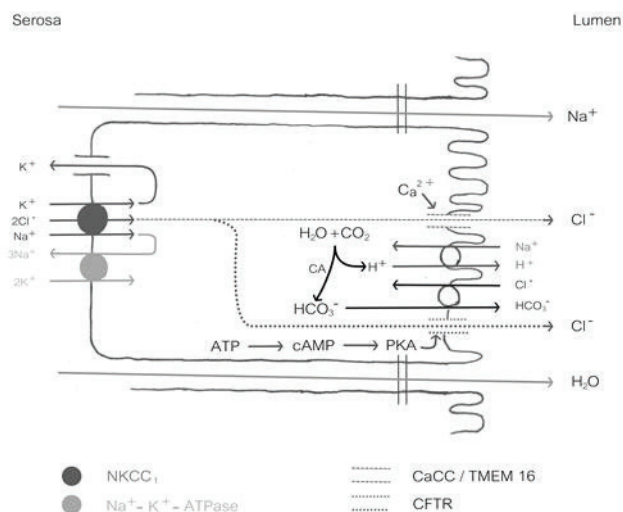 Serosa Lumen
Na⁺
K⁺
Ca²⁺
K⁺
2Cl⁻ Cl⁻
H₂O + CO₂
Na⁺ Na⁺
3Na⁺ CA H⁺ H⁺
2K⁺ Cl⁻
HCO₃⁻ HCO₃⁻
Cl⁻
ATP cAMP PKA
H₂O
NKCC₁ CaCC / TMEM 16
Na⁺- K⁺- ATPase CFTR